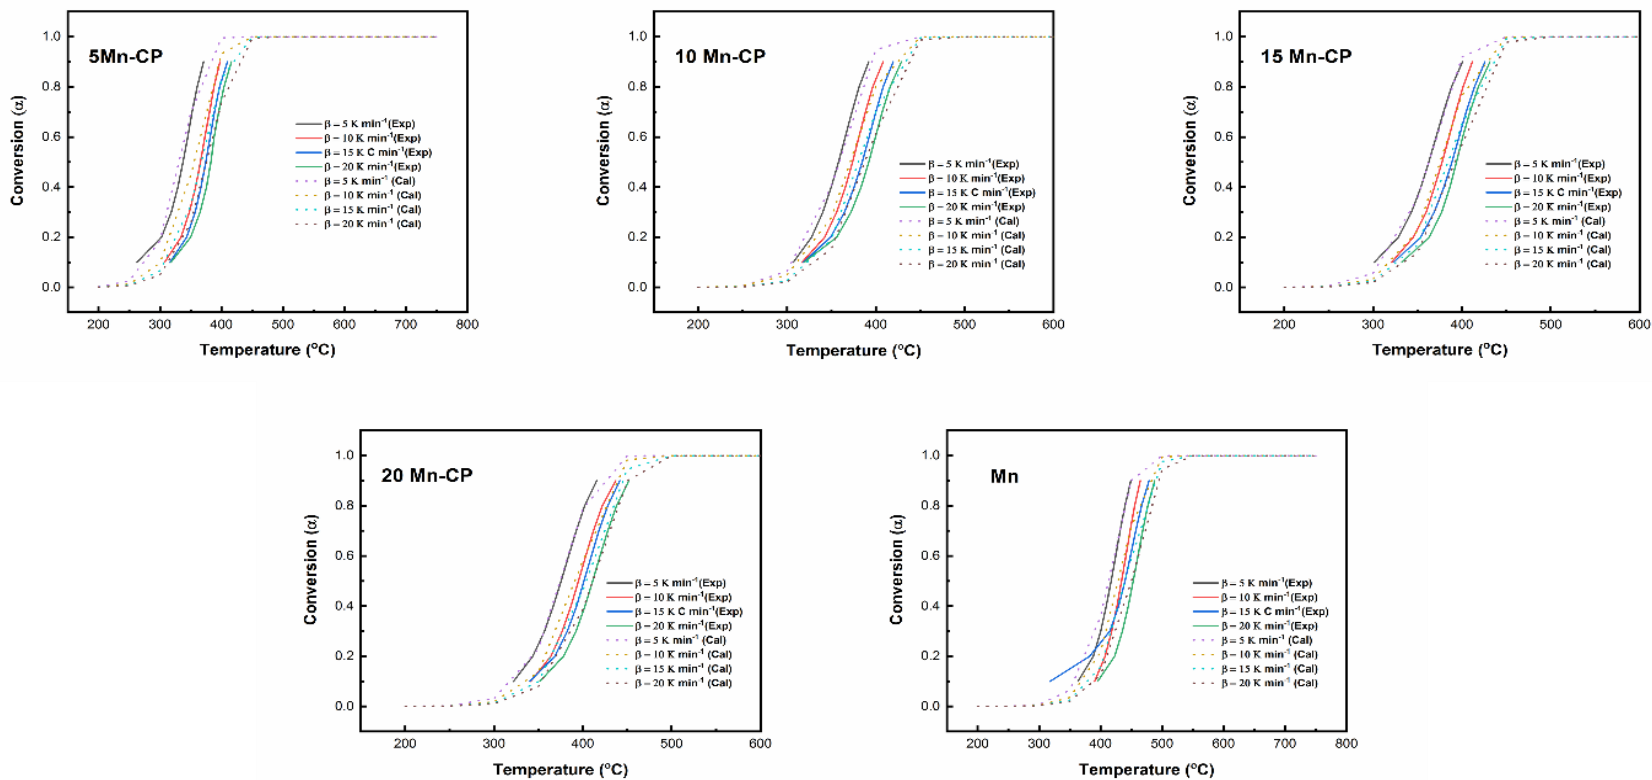 5Mn-CP
Conversion (α)
1.0
0.8
0.6
0.4
0.2
0.0
β = 5 K min⁻¹(Exp)
β = 10 K min⁻¹(Exp)
β = 15 K C min⁻¹(Exp)
β = 20 K min⁻¹(Exp)
β = 5 K min⁻¹ (Cal)
β = 10 K min⁻¹ (Cal)
β = 15 K min⁻¹ (Cal)
β = 20 K min⁻¹ (Cal)
200 300 400 500 600 700 800
Temperature (°C)
10 Mn-CP
Conversion (α)
1.0
0.8
0.6
0.4
0.2
0.0
β = 5 K min⁻¹(Exp)
β = 10 K min⁻¹(Exp)
β = 15 K C min⁻¹(Exp)
β = 20 K min⁻¹(Exp)
β = 5 K min⁻¹ (Cal)
β = 10 K min⁻¹ (Cal)
β = 15 K min⁻¹ (Cal)
β = 20 K min⁻¹ (Cal)
200 300 400 500 600
Temperature (°C)
15 Mn-CP
Conversion (α)
1.0
0.8
0.6
0.4
0.2
0.0
β = 5 K min⁻¹(Exp)
β = 10 K min⁻¹(Exp)
β = 15 K C min⁻¹(Exp)
β = 20 K min⁻¹(Exp)
β = 5 K min⁻¹ (Cal)
β = 10 K min⁻¹ (Cal)
β = 15 K min⁻¹ (Cal)
β = 20 K min⁻¹ (Cal)
200 300 400 500 600
Temperature (°C)
20 Mn-CP
Conversion (α)
1.0
0.8
0.6
0.4
0.2
0.0
β = 5 K min⁻¹(Exp)
β = 10 K min⁻¹(Exp)
β = 15 K C min⁻¹(Exp)
β = 20 K min⁻¹(Exp)
β = 5 K min⁻¹ (Cal)
β = 10 K min⁻¹ (Cal)
β = 15 K min⁻¹ (Cal)
β = 20 K min⁻¹ (Cal)
200 300 400 500 600
Temperature (°C)
Mn
Conversion (α)
1.0
0.8
0.6
0.4
0.2
0.0
β = 5 K min⁻¹(Exp)
β = 10 K min⁻¹(Exp)
β = 15 K C min⁻¹(Exp)
β = 20 K min⁻¹(Exp)
β = 5 K min⁻¹ (Cal)
β = 10 K min⁻¹ (Cal)
β = 15 K min⁻¹ (Cal)
β = 20 K min⁻¹ (Cal)
200 300 400 500 600 700 800
Temperature (°C)